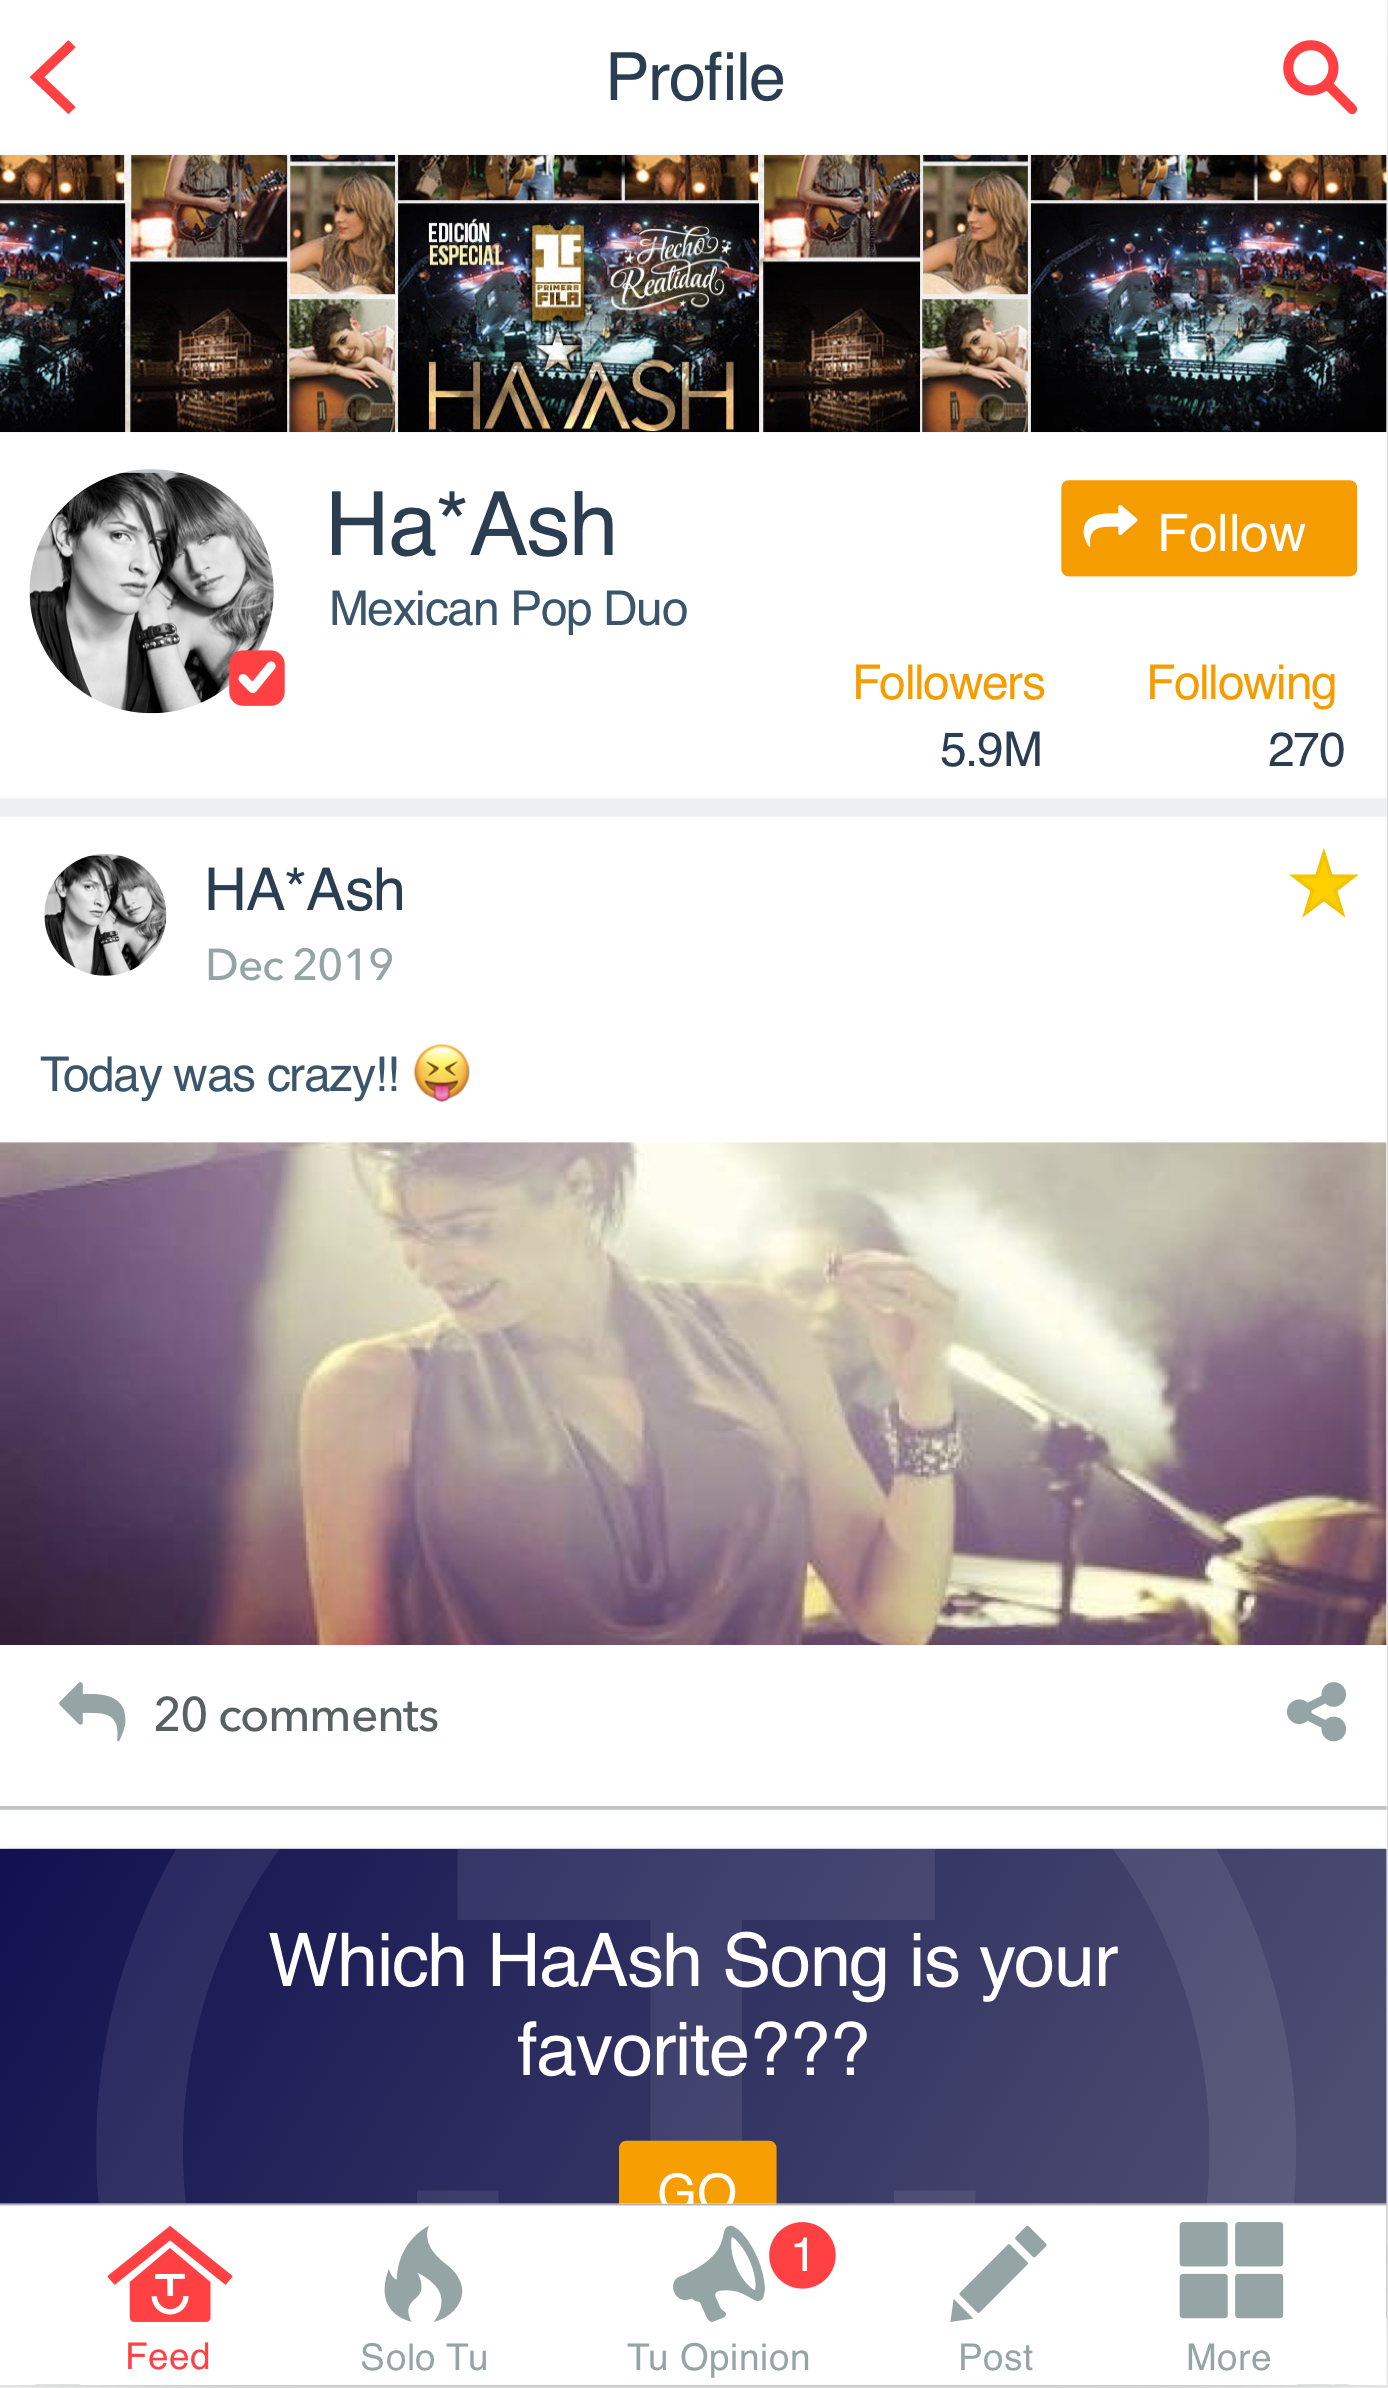 Profile
EDICIÓN
ESPECIAL
1F
PRIMERA
FILA
Hecho
Realidad
HA ASH
Ha*Ash
Follow
Mexican Pop Duo
Followers Following
5.9M 270
HA*Ash
Dec 2019
Today was crazy!! 😝
20 comments
Which HaAsh Song is your
favorite???
GO
1
Feed Solo Tu Tu Opinion Post More